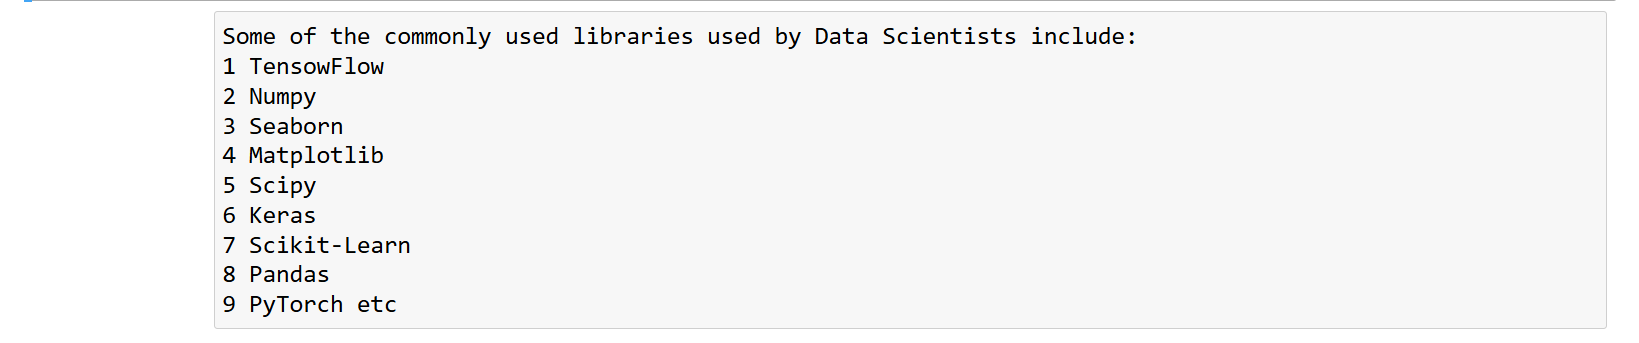 Some of the commonly used libraries used by Data Scientists include:
1 TensowFlow
2 Numpy
3 Seaborn
4 Matplotlib
5 Scipy
6 Keras
7 Scikit-Learn
8 Pandas
9 PyTorch etc